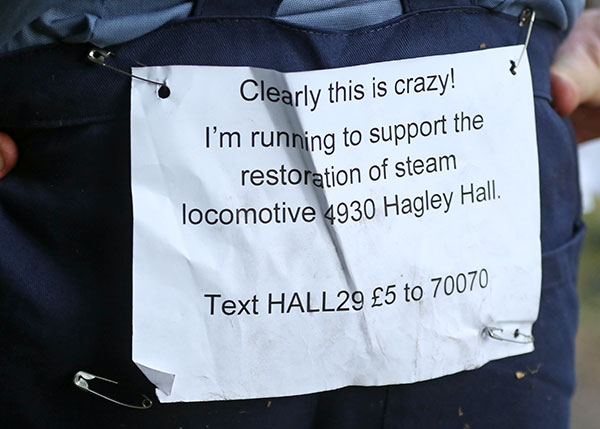 Clearly this is crazy!
I'm running to support the
restoration of steam
locomotive 4930 Hagley Hall.
Text HALL29 £5 to 70070